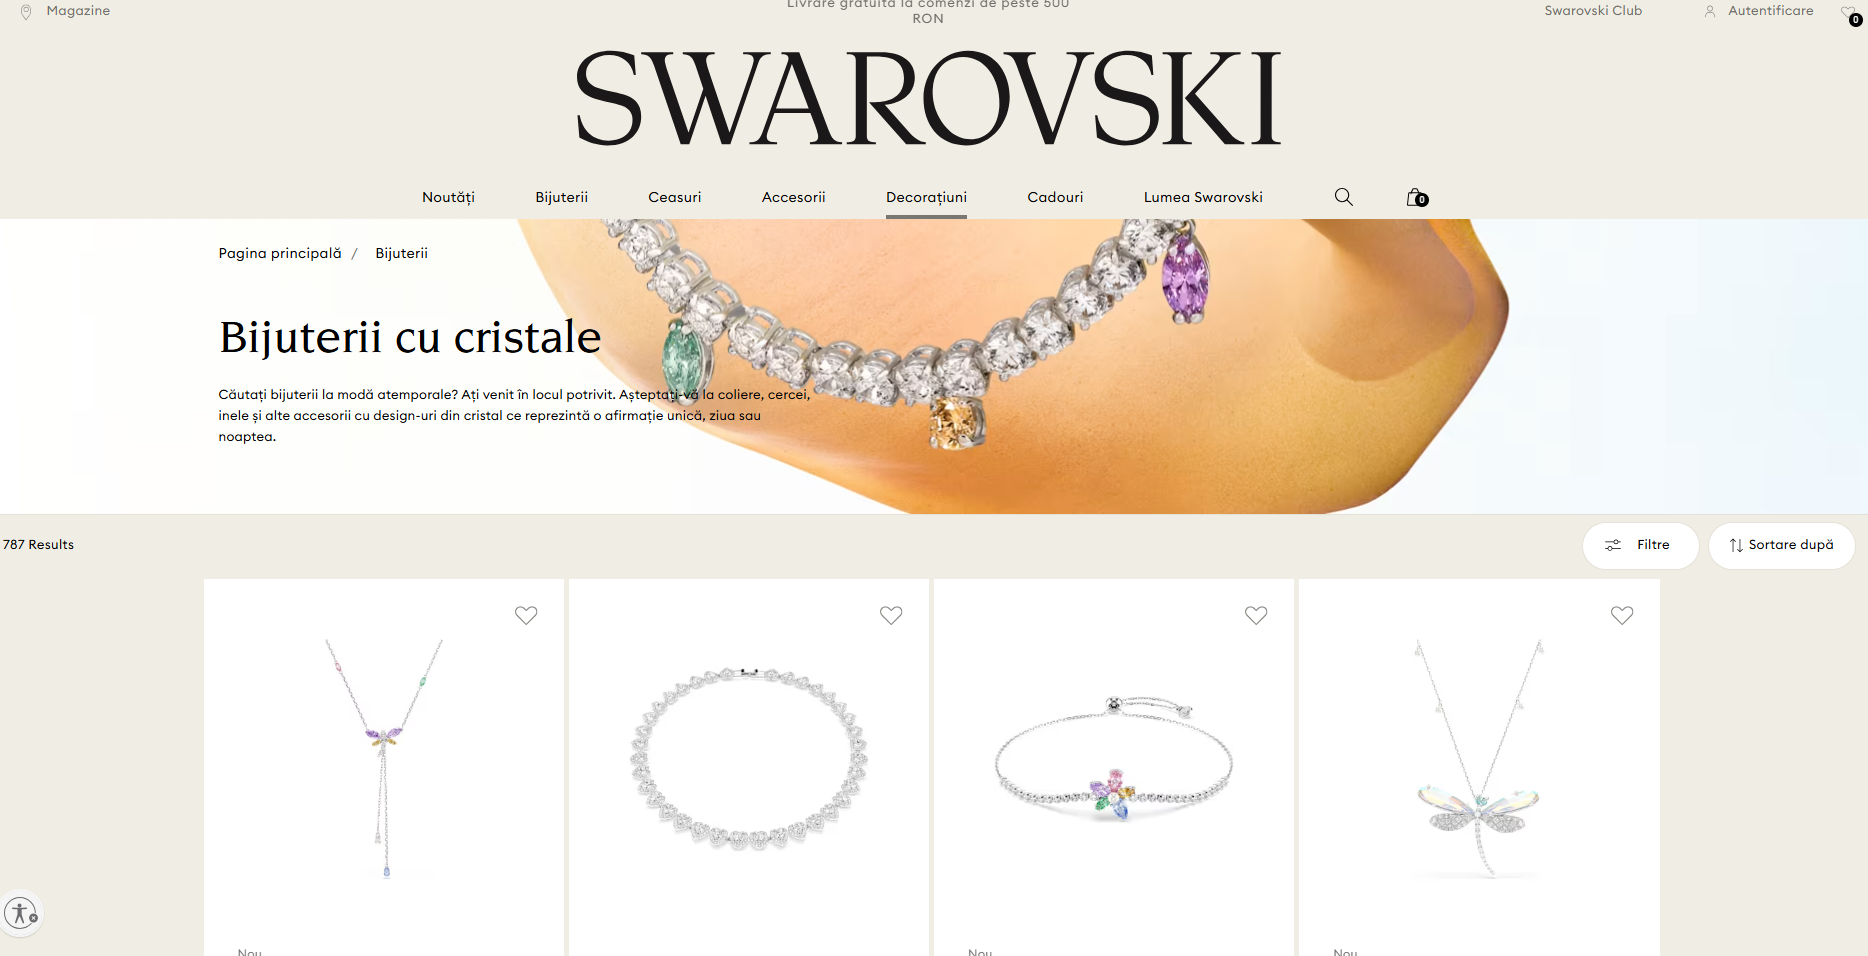 Magazine
Livrare gratuită la comenzi de peste 500
RON
Swarovski Club
Autentificare
0
SWAROVSKI
Noutăți
Bijuterii
Ceasuri
Accesorii
Decorațiuni
Cadouri
Lumea Swarovski
0
Pagina principală / Bijuterii
Bijuterii cu cristale
Căutați bijuterii la modă atemporale? Ați venit în locul potrivit. Așteptați-vă la coliere, cercei,
inele și alte accesorii cu design-uri din cristal ce reprezintă o afirmație unică, ziua sau
noaptea.
787 Results
Filtre
Sortare după
Nou
Nou
Nou